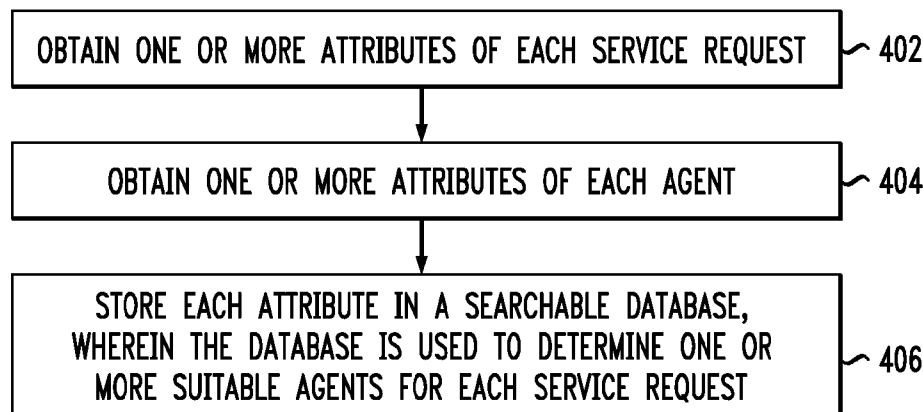 OBTAIN ONE OR MORE ATTRIBUTES OF EACH SERVICE REQUEST 402
OBTAIN ONE OR MORE ATTRIBUTES OF EACH AGENT 404
STORE EACH ATTRIBUTE IN A SEARCHABLE DATABASE,
WHEREIN THE DATABASE IS USED TO DETERMINE ONE OR
MORE SUITABLE AGENTS FOR EACH SERVICE REQUEST 406